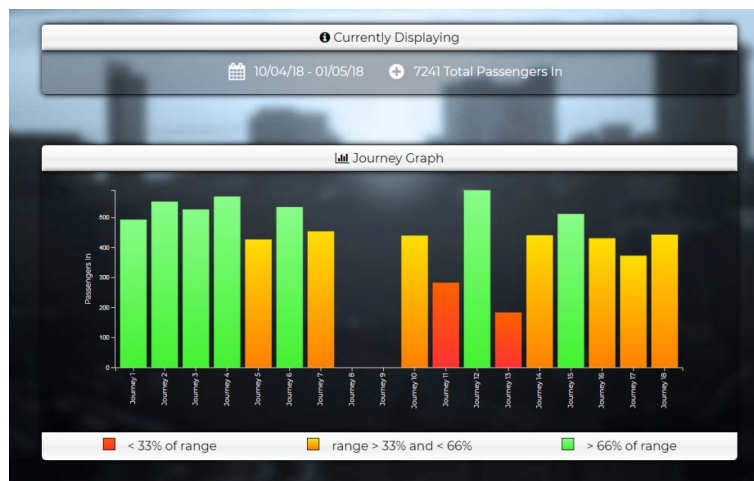 Currently Displaying
10/04/18 - 01/05/18 7241 Total Passengers In
Journey Graph
Passengers In
500
400
300
200
100
0
Journey 1
Journey 2
Journey 3
Journey 4
Journey 5
Journey 6
Journey 7
Journey 8
Journey 9
Journey 10
Journey 11
Journey 12
Journey 13
Journey 14
Journey 15
Journey 16
Journey 17
Journey 18
< 33% of range
range > 33% and < 66%
> 66% of range